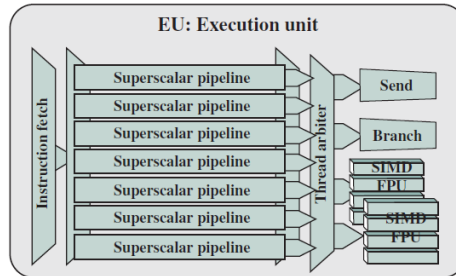 EU: Execution unit
Instruction fetch
Superscalar pipeline
Superscalar pipeline
Superscalar pipeline
Superscalar pipeline
Superscalar pipeline
Superscalar pipeline
Superscalar pipeline
Thread arbiter
Send
Branch
SIMD
FPU
SIMD
FPU